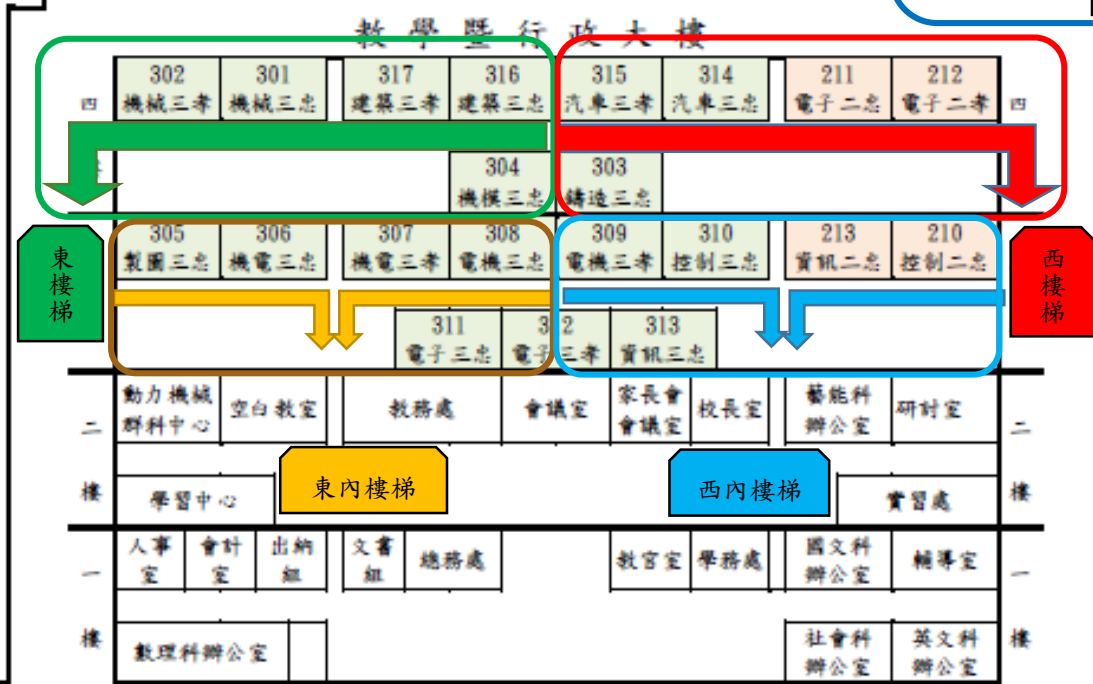 教學暨行政大樓
302 301 317 316 315 314 211 212
四 機械三孝 機械三忠 建築三孝 建築三忠 汽車三孝 汽車三忠 電子二忠 電子二孝 四
304 303
機模三忠 鑄造三忠
305 306 307 308 309 310 213 210
製圖三忠 機電三忠 機電三孝 電機三忠 電機三孝 控制三忠 資訊二忠 控制二忠
東樓梯
西樓梯
311 312 313
電子三忠 電子三孝 資訊三忠
動力機械 家長會 藝能科
空白教室 教務處 會議室 校長室 研討室
二 群科中心 會議室 辦公室 二
樓 學習中心 東內樓梯 西內樓梯 實習處 樓
人事 會計 出納 文書 國文科
總務處 教官室 學務處 輔導室
一 室 室 組 組 辦公室 一
社會科 英文科
樓 數理科辦公室 樓
辦公室 辦公室